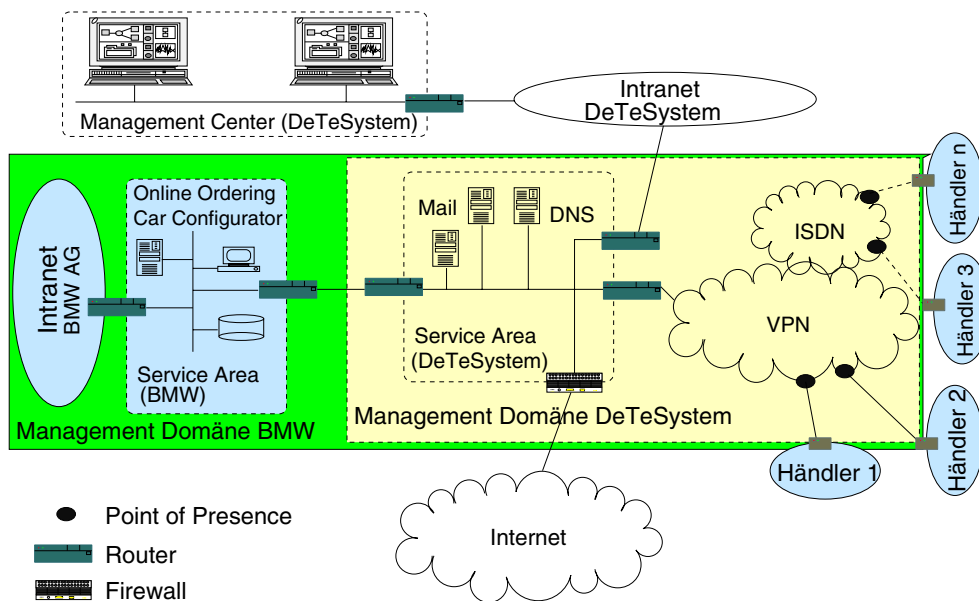 Management Center (DeTeSystem)
Intranet
DeTeSystem
Intranet
BMW AG
Online Ordering
Car Configurator
Service Area
(BMW)
Management Domäne BMW
Mail
DNS
Service Area
(DeTeSystem)
Management Domäne DeTeSystem
ISDN
VPN
Händler n
Händler 3
Händler 2
Händler 1
Internet
Point of Presence
Router
Firewall